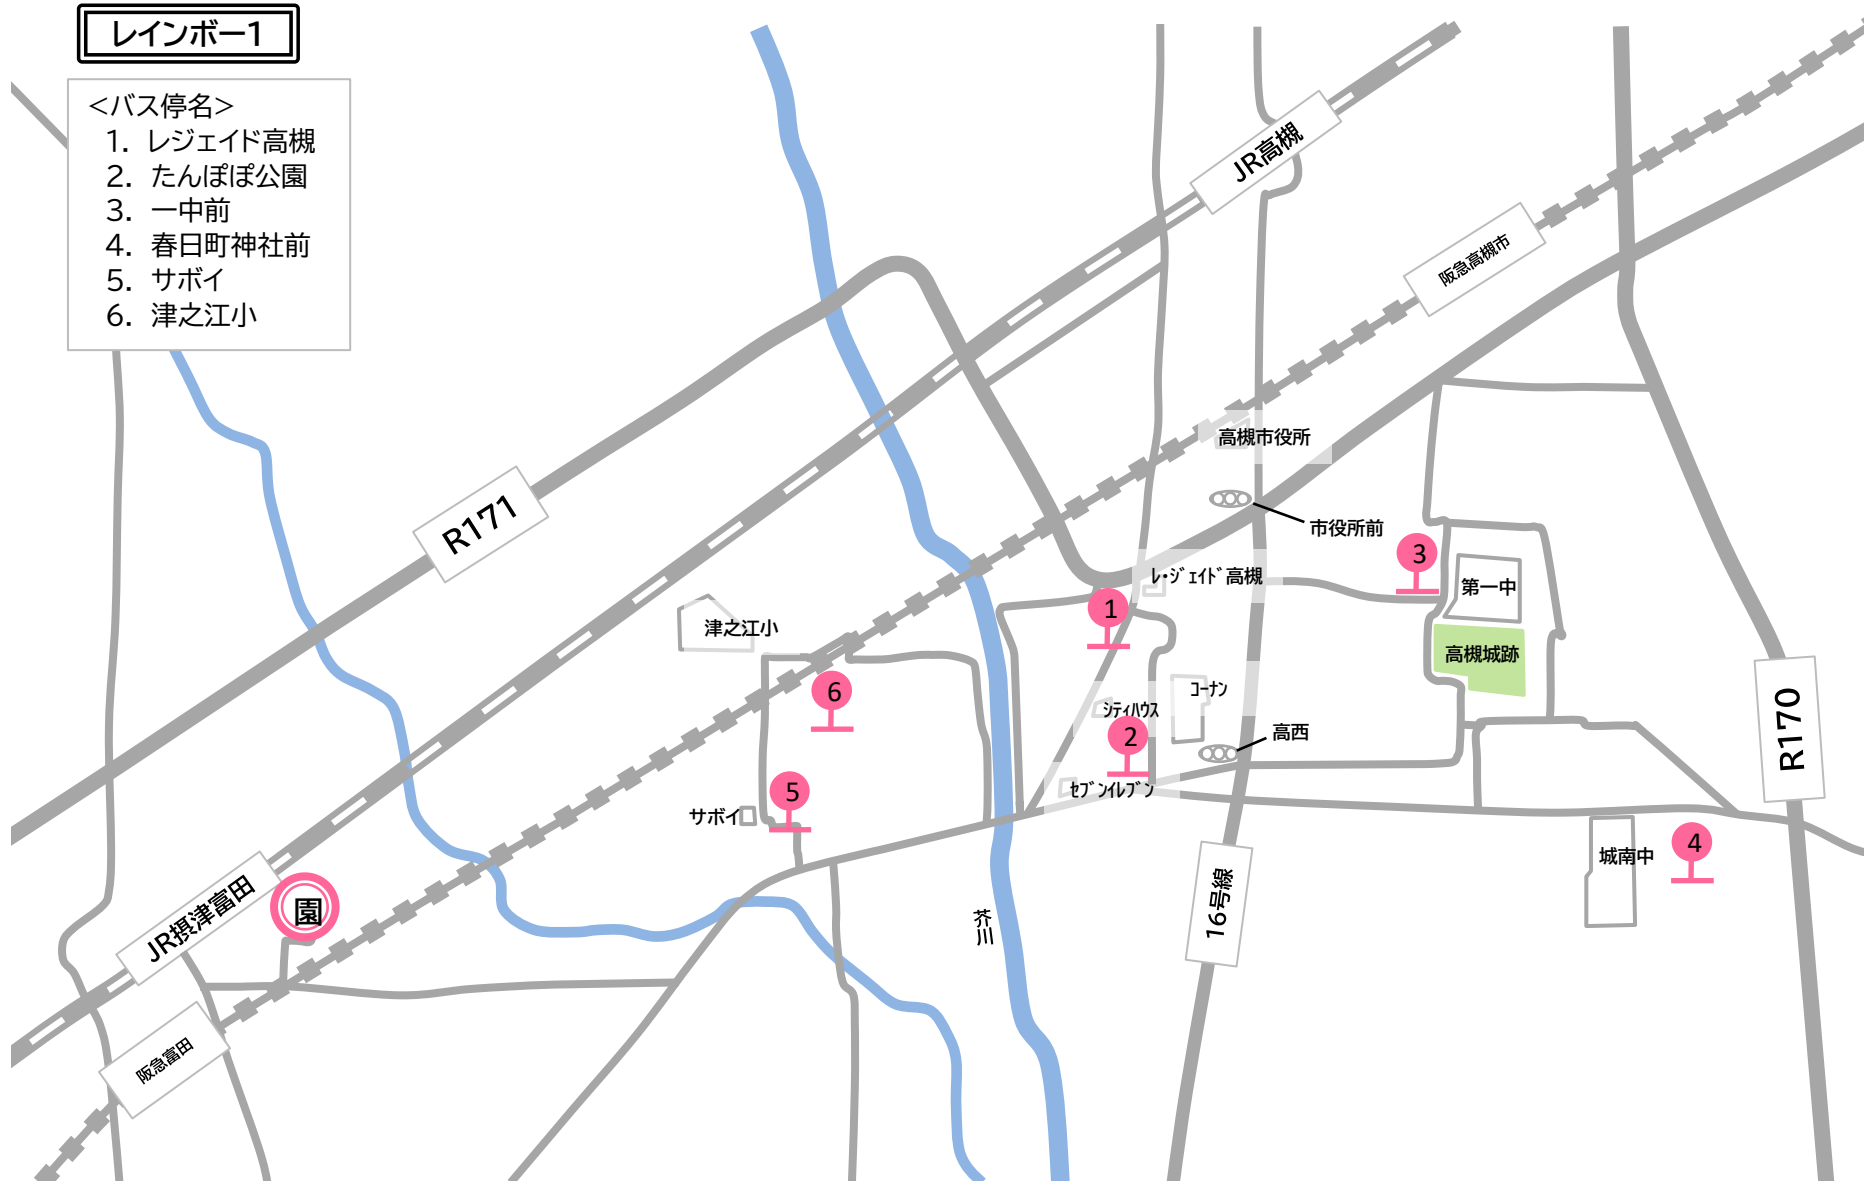 レインボー1
<バス停名>
1. レジェイド高槻
2. たんぽぽ公園
3. 一中前
4. 春日町神社前
5. サボイ
6. 津之江小
JR高槻
阪急高槻市
高槻市役所
R171
市役所前
3
レ・ジェイド高槻
第一中
1
津之江小
高槻城跡
6
コーナン
シティハウス
2
高西
R170
セブンイレブン
5
サボイ
4
城南中
JR摂津富田
園
16号線
芥川
阪急富田